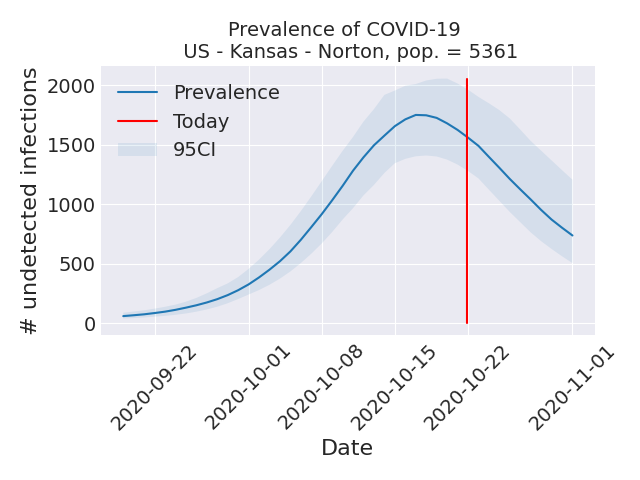 Prevalence of COVID-19
US - Kansas - Norton, pop. = 5361
# undetected infections
2000
1500
1000
500
0
Prevalence
Today
95CI
2020-09-22
2020-10-01
2020-10-08
2020-10-15
2020-10-22
2020-11-01
Date